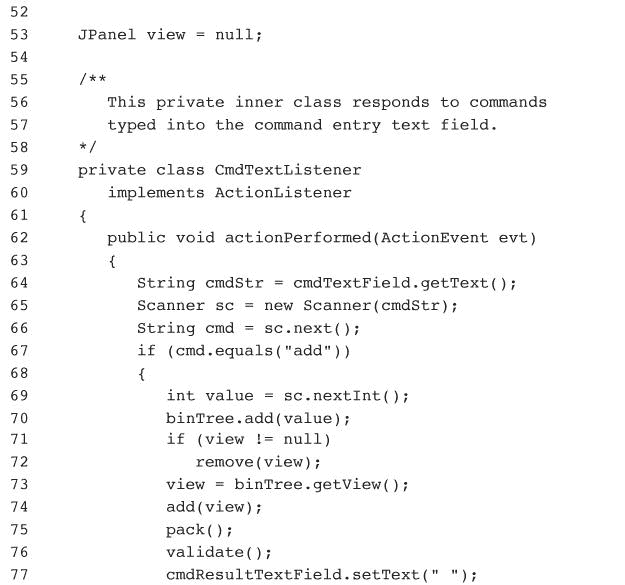 52
53 JPanel view = null;
54
55 /**
56 This private inner class responds to commands
57 typed into the command entry text field.
58 */
59 private class CmdTextListener
60 implements ActionListener
61 {
62 public void actionPerformed(ActionEvent evt)
63 {
64 String cmdStr = cmdTextField.getText();
65 Scanner sc = new Scanner(cmdStr);
66 String cmd = sc.next();
67 if (cmd.equals("add"))
68 {
69 int value = sc.nextInt();
70 binTree.add(value);
71 if (view != null)
72 remove(view);
73 view = binTree.getView();
74 add(view);
75 pack();
76 validate();
77 cmdResultTextField.setText(" ");